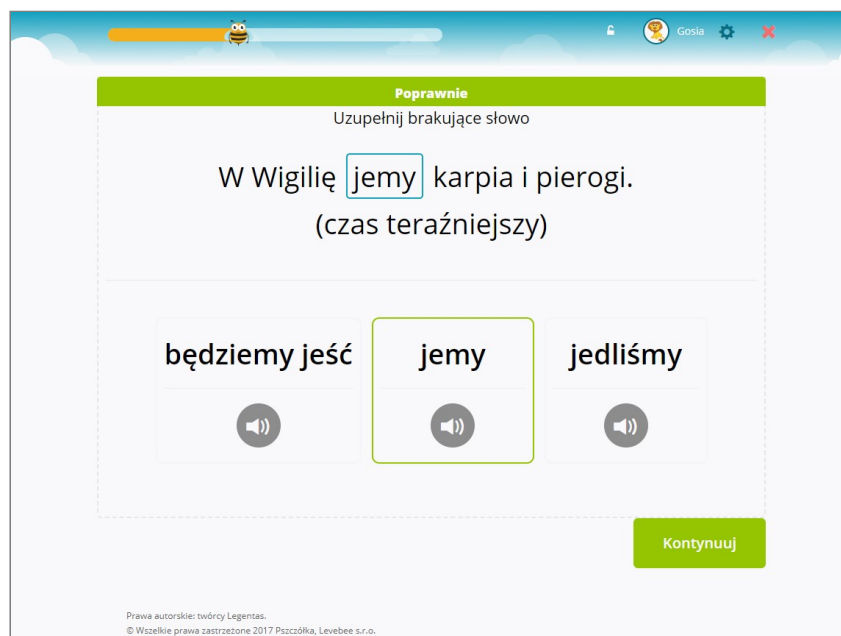 Gosia
Poprawnie
Uzupełnij brakujące słowo
W Wigilię jemy karpia i pierogi.
(czas teraźniejszy)
będziemy jeść jemy jedliśmy
Kontynuuj
Prawa autorskie: twórcy Legentas.
© Wszelkie prawa zastrzeżone 2017 Pszczółka, Levebee s.r.o.